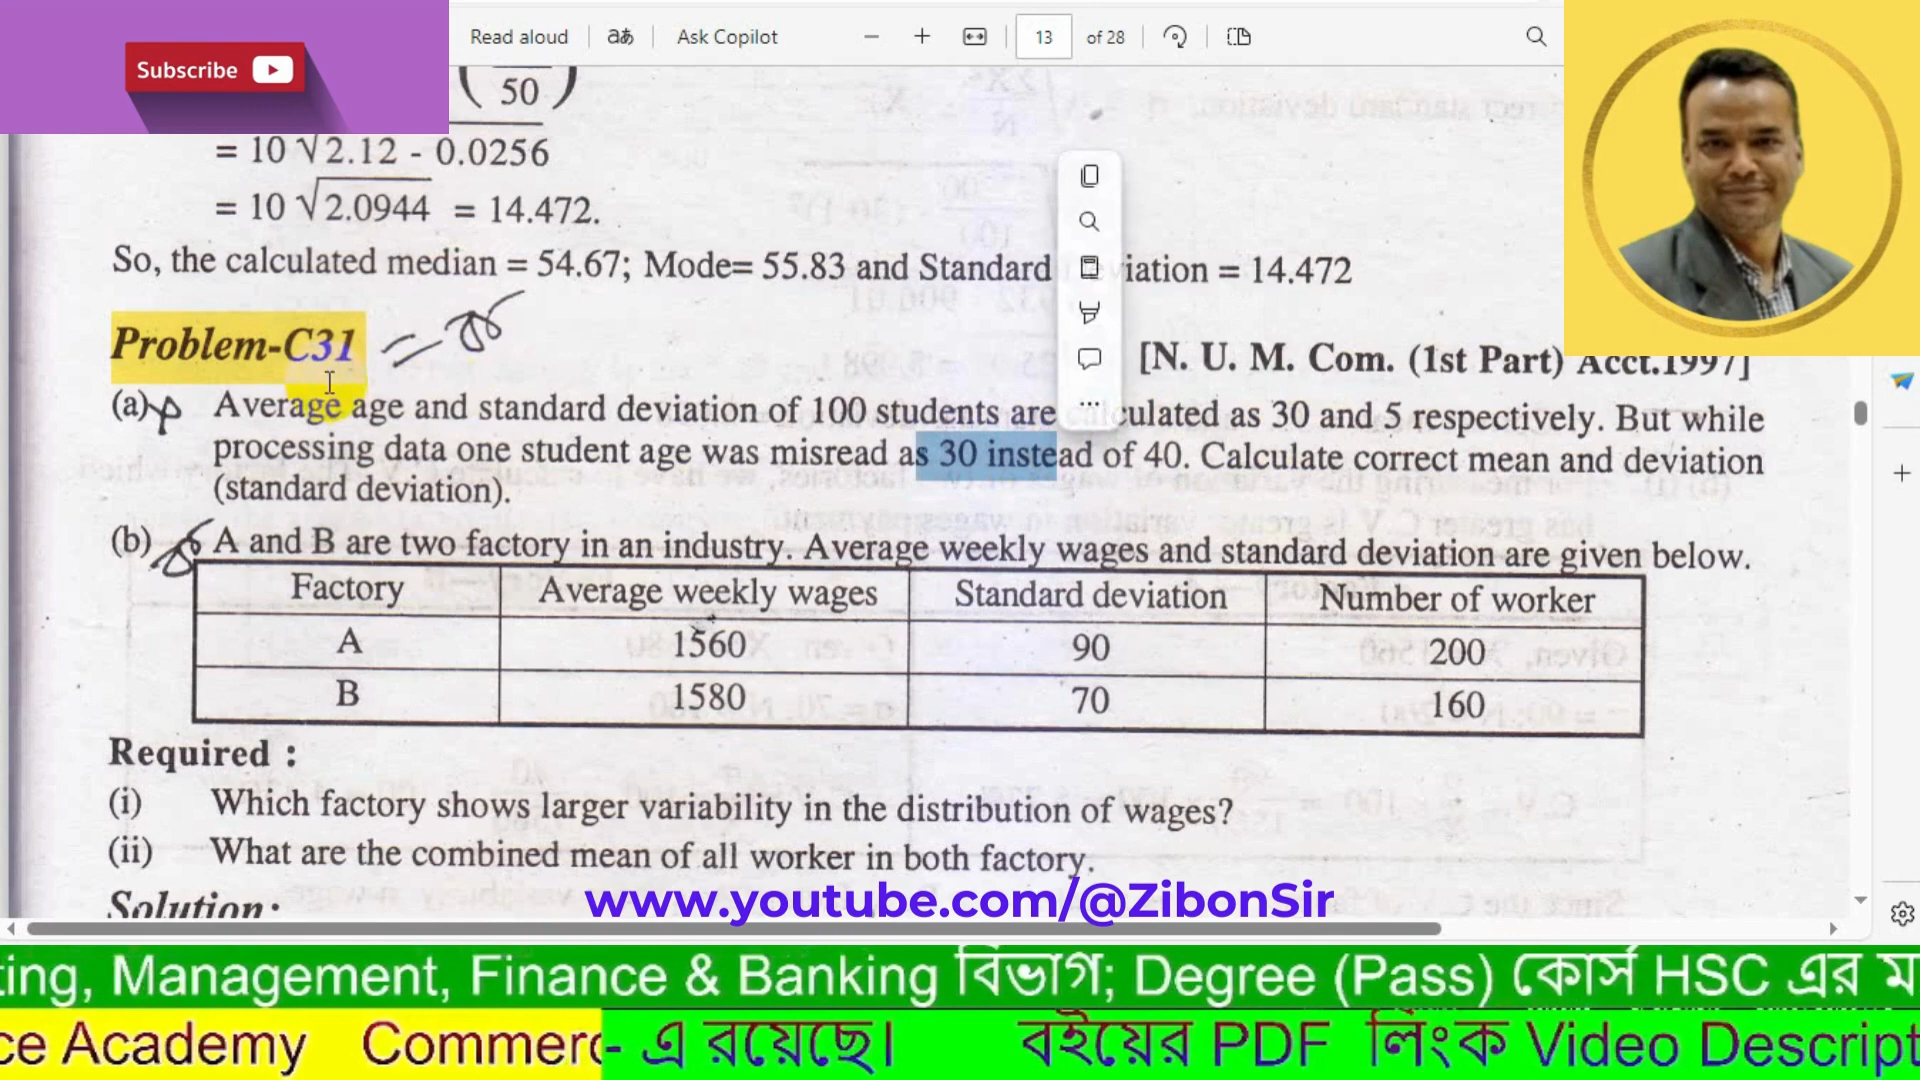 Subscribe
Read aloud
aあ
Ask Copilot
13 of 28
50
= 10 √2.12 - 0.0256
= 10 √2.0944 = 14.472.
So, the calculated median = 54.67; Mode= 55.83 and Standard iation = 14.472
Problem-C31
[N. U. M. Com. (1st Part) Acct.1997]
(a) Average age and standard deviation of 100 students are calculated as 30 and 5 respectively. But while
processing data one student age was misread as 30 instead of 40. Calculate correct mean and deviation
(standard deviation).
(b) A and B are two factory in an industry. Average weekly wages and standard deviation are given below.
Factory Average weekly wages Standard deviation Number of worker
A 1560 90 200
B 1580 70 160
Required :
(i) Which factory shows larger variability in the distribution of wages?
(ii) What are the combined mean of all worker in both factory.
Solution:
www.youtube.com/@ZibonSir
ting, Management, Finance & Banking বিভাগ; Degree (Pass) কোর্স HSC এর ম
ce Academy Commerc
- এ রয়েছে। বইয়ের PDF লিংক Video Descript